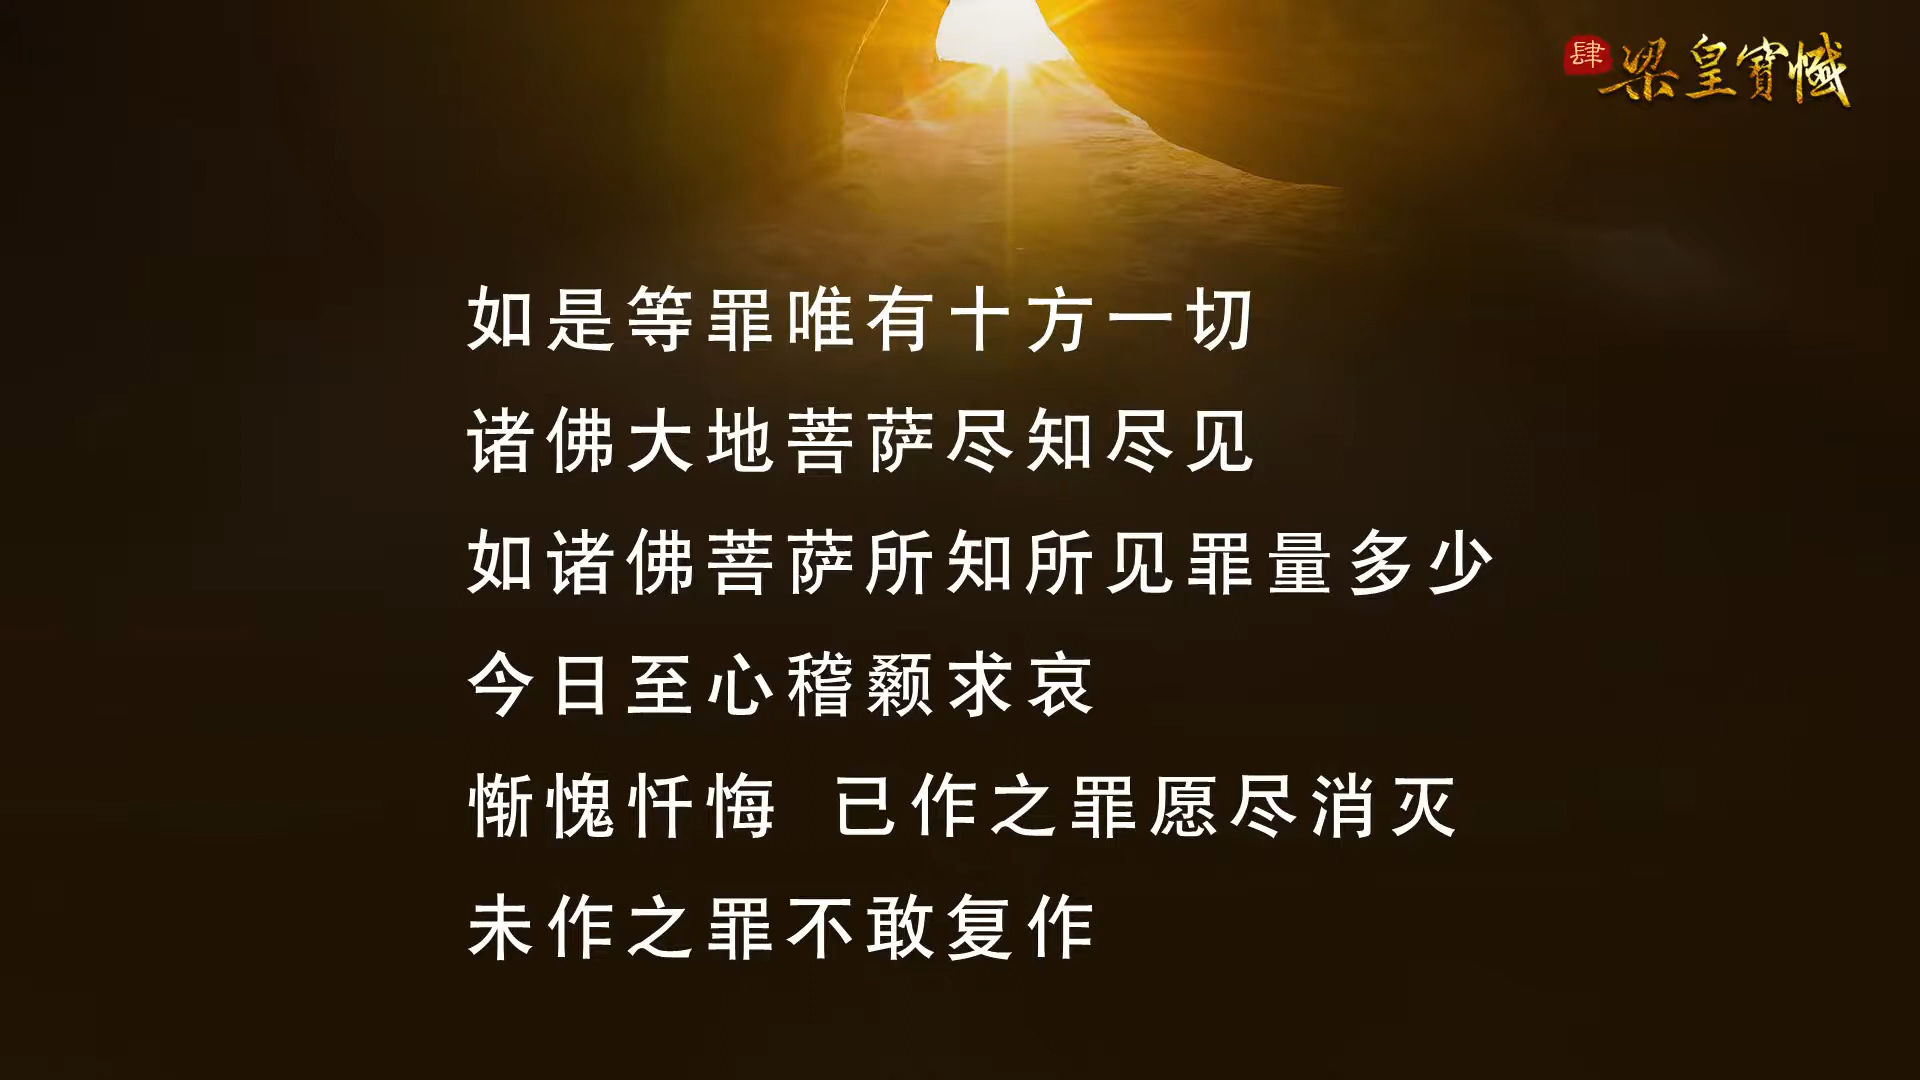 肆 梁皇寶懺
如是等罪唯有十方一切
诸佛大地菩萨尽知尽见
如诸佛菩萨所知所见罪量多少
今日至心稽颡求哀
惭愧忏悔 已作之罪愿尽消灭
未作之罪不敢复作